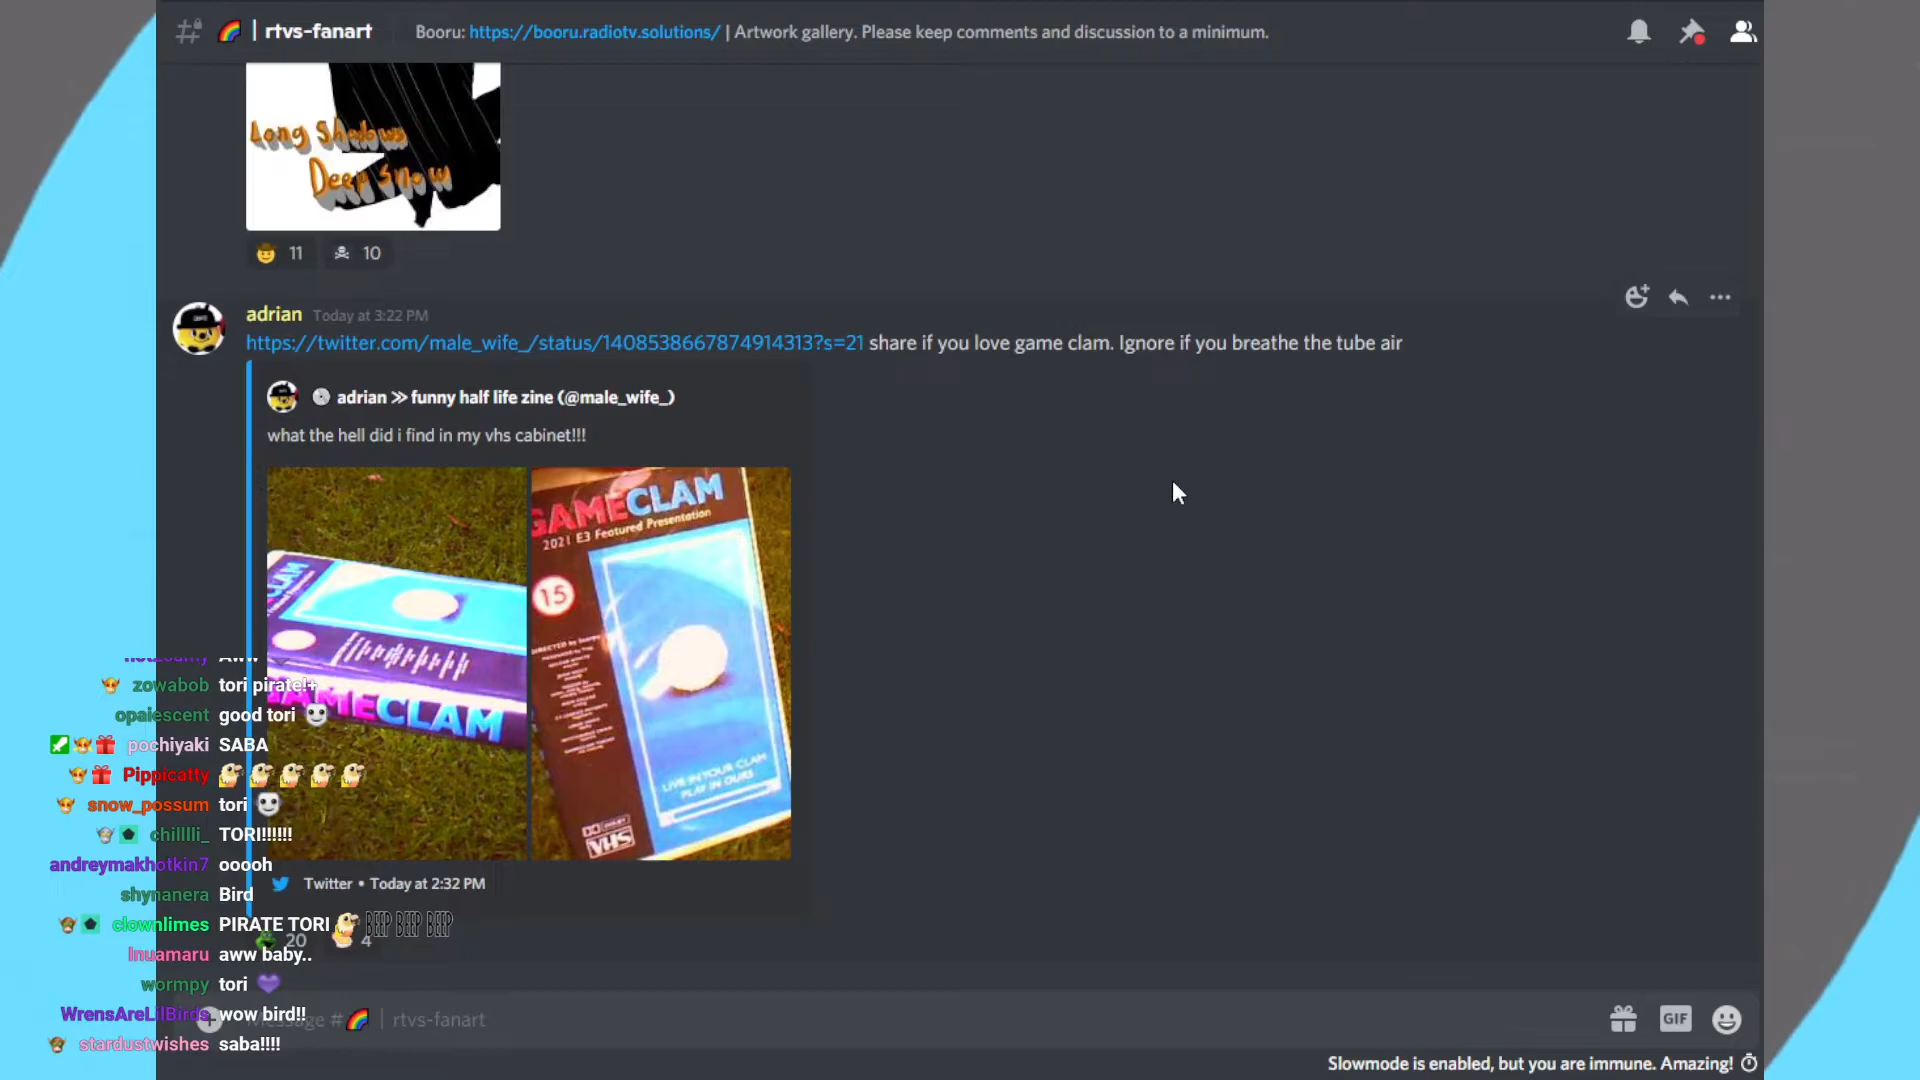 | rtvs-fanart
Booru: https://booru.radiotv.solutions/ | Artwork gallery. Please keep comments and discussion to a minimum.
Long Shadows
Deep Snow
11
10
adrian Today at 3:22 PM
https://twitter.com/male_wife_/status/1408538667874914313?s=21 share if you love game clam. Ignore if you breathe the tube air
adrian >> funny half life zine (@male_wife_)
what the hell did i find in my vhs cabinet!!!
GAMECLAM
2021 E3 Featured Presentation
15
LIVE IN YOUR CLAM
PLAY IN OURS
VHS
CLAM
GAMECLAM
Twitter • Today at 2:32 PM
20
4
Aww
zowabob tori pirate!+
opaiescent good tori
pochiyaki SABA
Pippicatty
snow_possum tori
chilllli_ TORI!!!!!!
andreymakhotkin7 ooooh
shynanera Bird
clownlimes PIRATE TORI BEEP BEEP BEEP
lnuamaru aww baby..
wormpy tori
WrensAreLilBirds wow bird!!
stardustwishes saba!!!!
Message # | rtvs-fanart
GIF
Slowmode is enabled, but you are immune. Amazing!